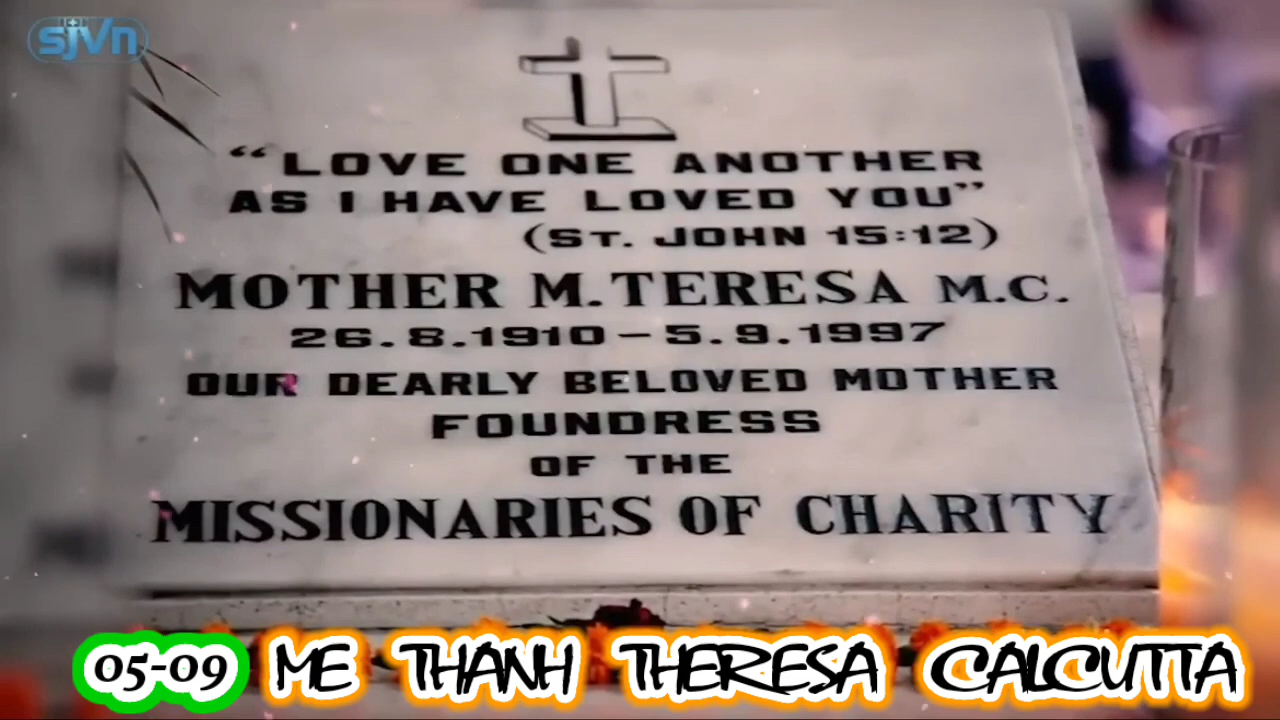 sjVn
“LOVE ONE ANOTHER
AS I HAVE LOVED YOU”
(ST. JOHN 15:12)
MOTHER M. TERESA M.C.
26.8.1910–5.9.1997
OUR DEARLY BELOVED MOTHER
FOUNDRESS
OF THE
MISSIONARIES OF CHARITY
05-09 ME THANH THERESA CALCUTTA